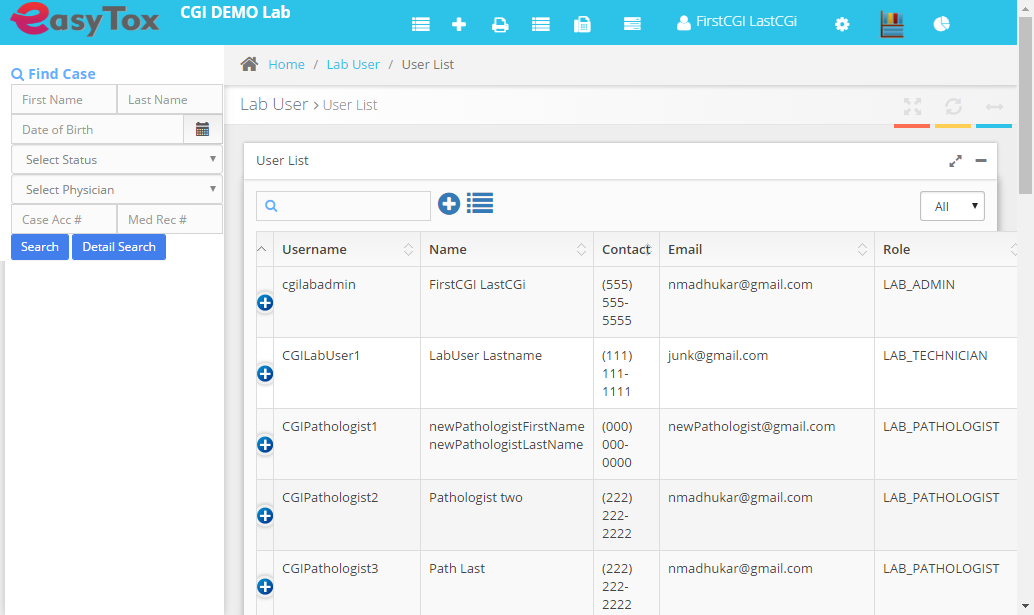 easyTox
CGI DEMO Lab
FirstCGI LastCGi
Find Case
First Name
Last Name
Date of Birth
Select Status
Select Physician
Case Acc #
Med Rec #
Search
Detail Search
Home / Lab User / User List
Lab User > User List
User List
All
Username
Name
Contact
Email
Role
cgilabadmin
FirstCGI LastCGi
(555)
555-
5555
nmadhukar@gmail.com
LAB_ADMIN
CGILabUser1
LabUser Lastname
(111)
111-
1111
junk@gmail.com
LAB_TECHNICIAN
CGIPathologist1
newPathologistFirstName
newPathologistLastName
(000)
000-
0000
newPathologist@gmail.com
LAB_PATHOLOGIST
CGIPathologist2
Pathologist two
(222)
222-
2222
nmadhukar@gmail.com
LAB_PATHOLOGIST
CGIPathologist3
Path Last
(222)
222-
2222
nmadhukar@gmail.com
LAB_PATHOLOGIST